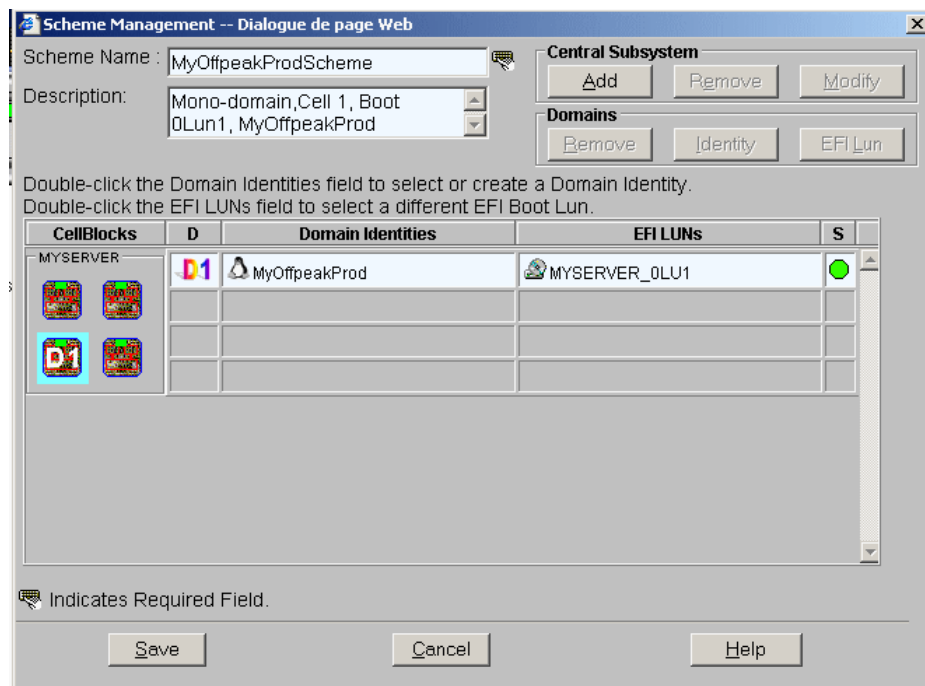 Scheme Management -- Dialogue de page Web
Scheme Name :
MyOffpeakProdScheme
Description:
Mono-domain,Cell 1, Boot
0Lun1, MyOffpeakProd
Central Subsystem
Add
Remove
Modify
Domains
Remove
Identity
EFI Lun
Double-click the Domain Identities field to select or create a Domain Identity.
Double-click the EFI LUNs field to select a different EFI Boot Lun.
CellBlocks D Domain Identities EFI LUNs S
MYSERVER
D1 MyOffpeakProd MYSERVER_0LU1
D1
Indicates Required Field.
Save Cancel Help